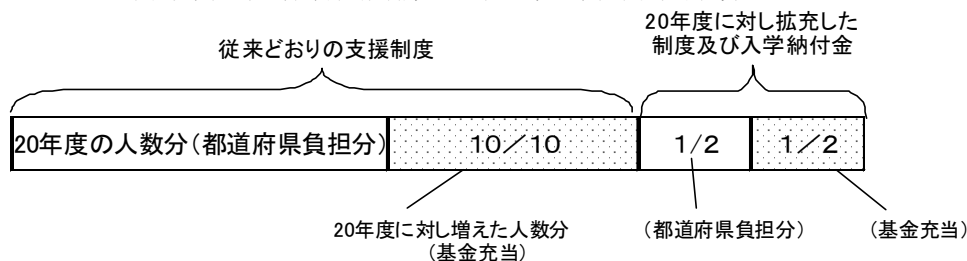 20年度に対し拡充した
制度及び入学納付金
従来どおりの支援制度
20年度の人数分(都道府県負担分)
10/10
1/2
1/2
20年度に対し増えた人数分
(基金充当)
(都道府県負担分)
(基金充当)